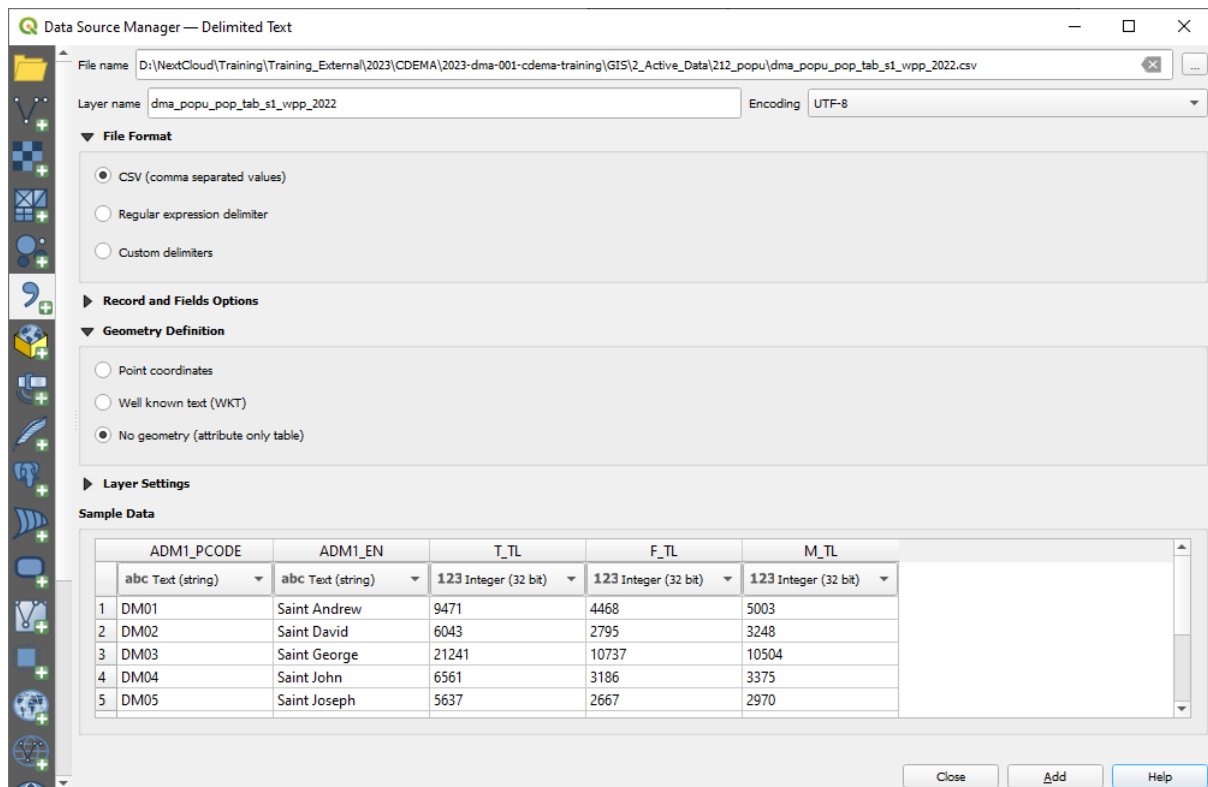 Data Source Manager — Delimited Text
File name D:\NextCloud\Training\Training_External\2023\CDEMA\2023-dma-001-cdema-training\GIS\2_Active_Data\212_popu\dma_popu_pop_tab_s1_wpp_2022.csv ...
Layer name dma_popu_pop_tab_s1_wpp_2022 Encoding UTF-8
File Format
CSV (comma separated values)
Regular expression delimiter
Custom delimiters
Record and Fields Options
Geometry Definition
Point coordinates
Well known text (WKT)
No geometry (attribute only table)
Layer Settings
Sample Data
ADM1_PCODE ADM1_EN T_TL F_TL M_TL
abc Text (string) abc Text (string) 123 Integer (32 bit) 123 Integer (32 bit) 123 Integer (32 bit)
1 DM01 Saint Andrew 9471 4468 5003
2 DM02 Saint David 6043 2795 3248
3 DM03 Saint George 21241 10737 10504
4 DM04 Saint John 6561 3186 3375
5 DM05 Saint Joseph 5637 2667 2970
Close Add Help